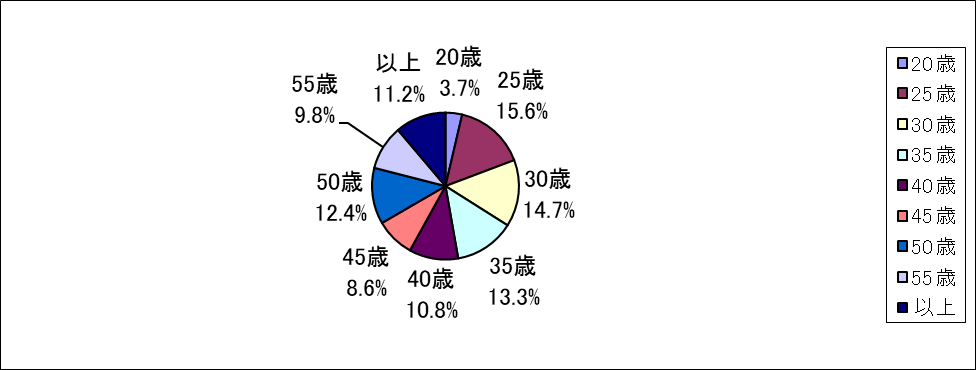 20歳
3.7%
25歳
15.6%
30歳
14.7%
35歳
13.3%
40歳
10.8%
45歳
8.6%
50歳
12.4%
55歳
9.8%
以上
11.2%
20歳
25歳
30歳
35歳
40歳
45歳
50歳
55歳
以上